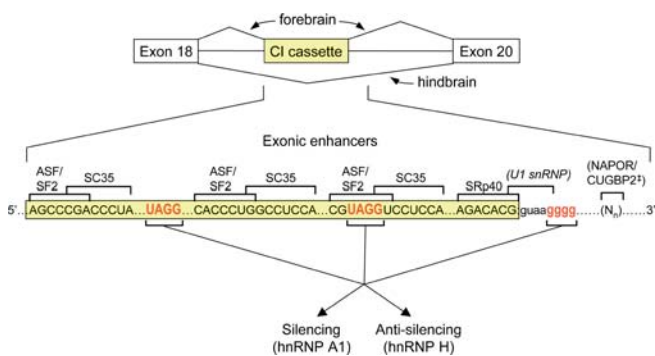 forebrain
Exon 18
CI cassette
Exon 20
hindbrain
Exonic enhancers
ASF/
SF2
SC35
ASF/
SF2
SC35
ASF/
SF2
SC35
SRp40
(U1 snRNP)
(NAPOR/
CUGBP2‡)
5'...AGCCCGACCCUA...UAGG...CACCCUGGCCUCCA...CGUAGGUCCUCCA...AGACACGguaagggg......(Nn)......3'
Silencing
(hnRNP A1)
Anti-silencing
(hnRNP H)